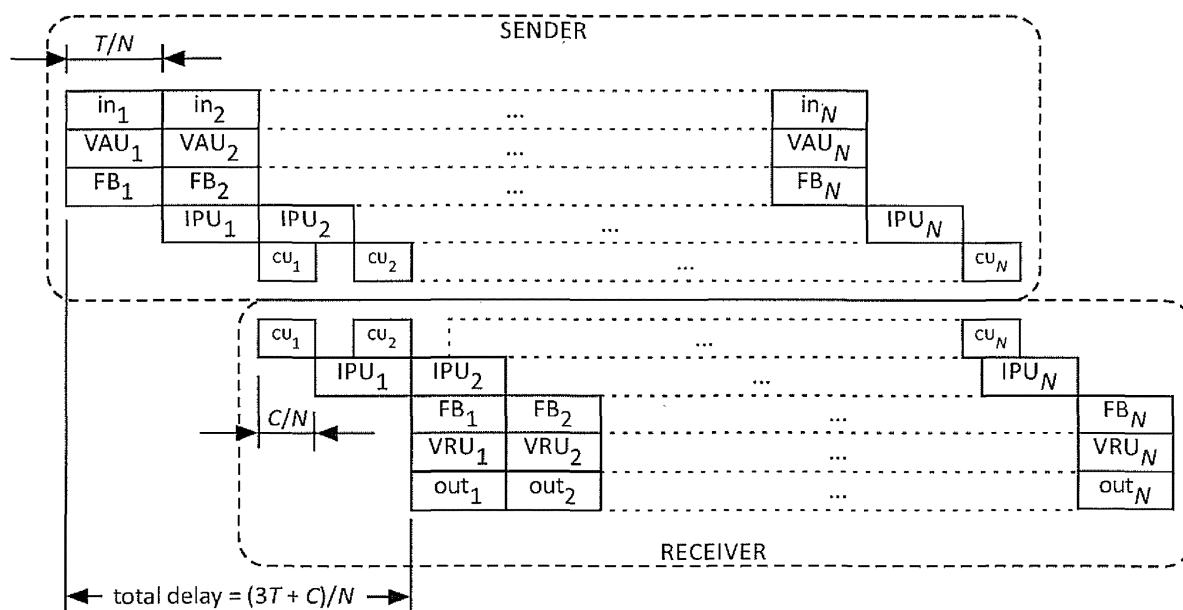 SENDER
T/N
in1 in2 ... inN
VAU1 VAU2 ... VAUN
FB1 FB2 ... FBN
IPU1 IPU2 ... IPUN
cu1 cu2 ... cuN
cu1 cu2 ... cuN
IPU1 IPU2 ... IPUN
C/N
FB1 FB2 ... FBN
VRU1 VRU2 ... VRUN
out1 out2 ... outN
RECEIVER
total delay = (3T + C)/N